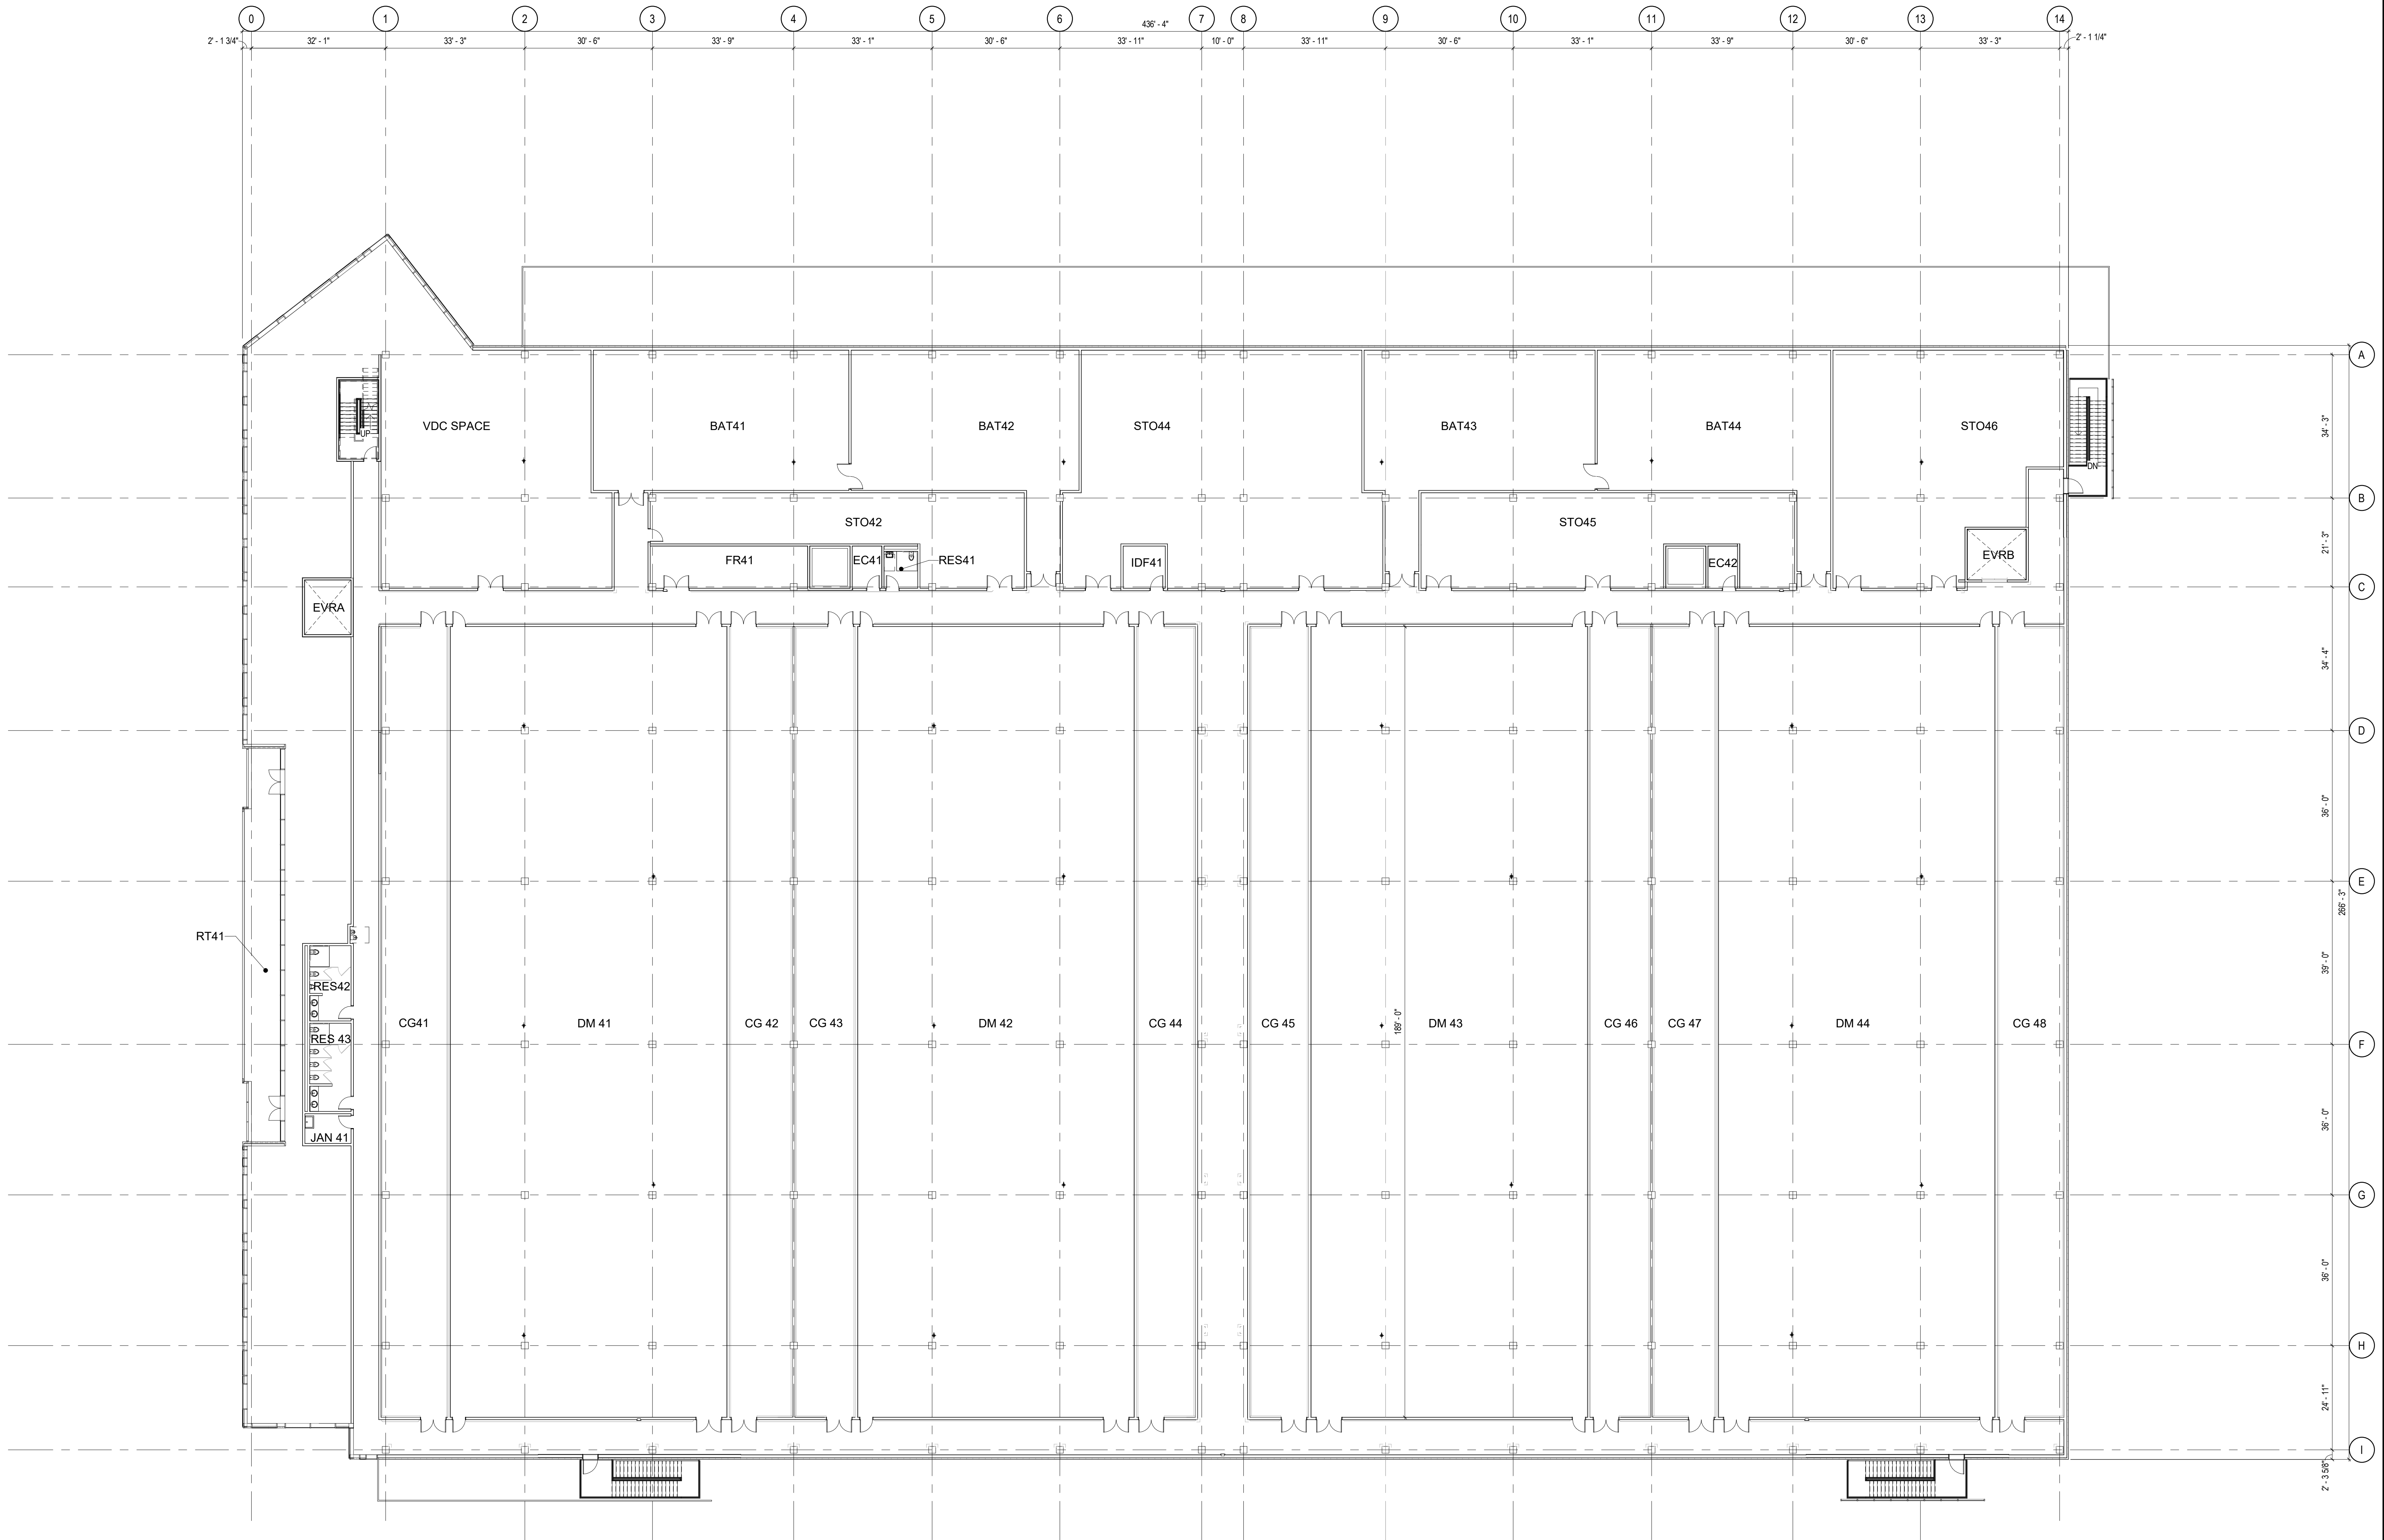 0 1 2 3 4 5 6 7 8 9 10 11 12 13 14
436' - 4"
2' - 1 3/4" 32' - 1" 33' - 3" 30' - 6" 33' - 9" 33' - 1" 30' - 6" 33' - 11" 10' - 0" 33' - 11" 30' - 6" 33' - 1" 33' - 9" 30' - 6" 33' - 3" 2' - 1 1/4"
A
34' - 3"
VDC SPACE BAT41 BAT42 STO44 BAT43 BAT44 STO46
UP
DN
B
STO42 STO45
21' - 3"
FR41 EC41 RES41 IDF41 EC42 EVRB
C
EVRA
34' - 4"
D
36' - 0"
E
266' - 3"
RT41
39' - 0"
RES42
CG41 DM 41 CG 42 CG 43 DM 42 CG 44 CG 45 189' - 0" DM 43 CG 46 CG 47 DM 44 CG 48
RES 43
F
36' - 0"
JAN 41
G
36' - 0"
H
24' - 11"
I
2' - 3 5/8"